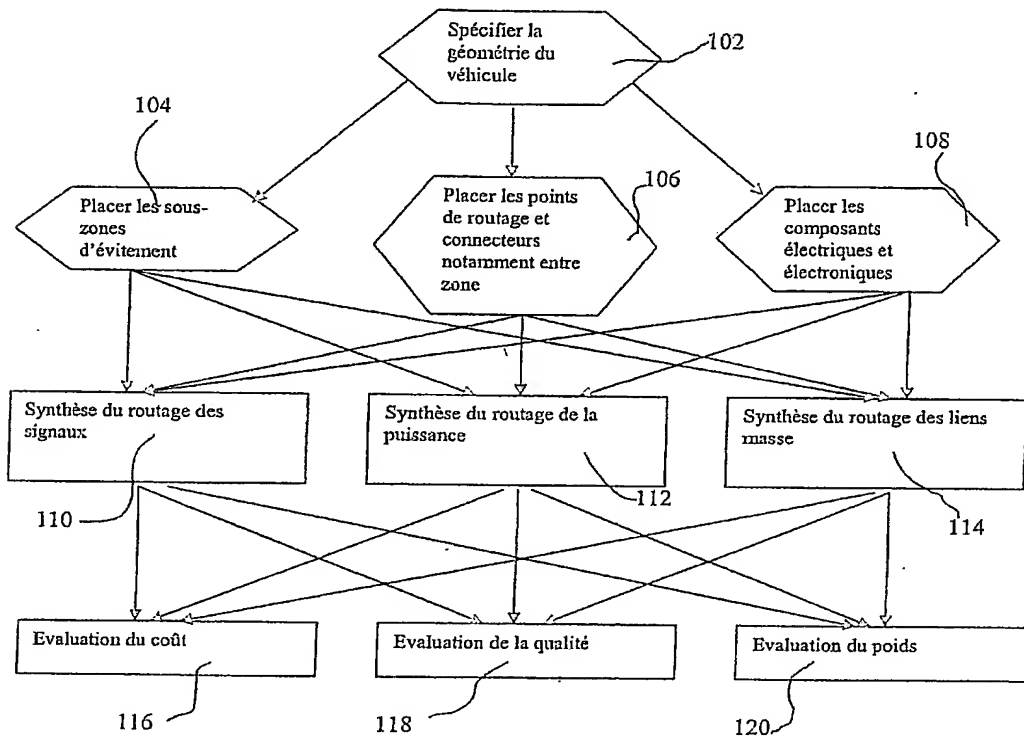 Spécifier la
géométrie du
véhicule
102
104
Placer les sous-
zones
d'évitement
Placer les points
de routage et
connecteurs
notamment entre
zone
106
108
Placer les
composants
électriques et
électroniques
Synthèse du routage des
signaux
110
Synthèse du routage de la
puissance
112
Synthèse du routage des liens
masse
114
Evaluation du coût
116
Evaluation de la qualité
118
Evaluation du poids
120